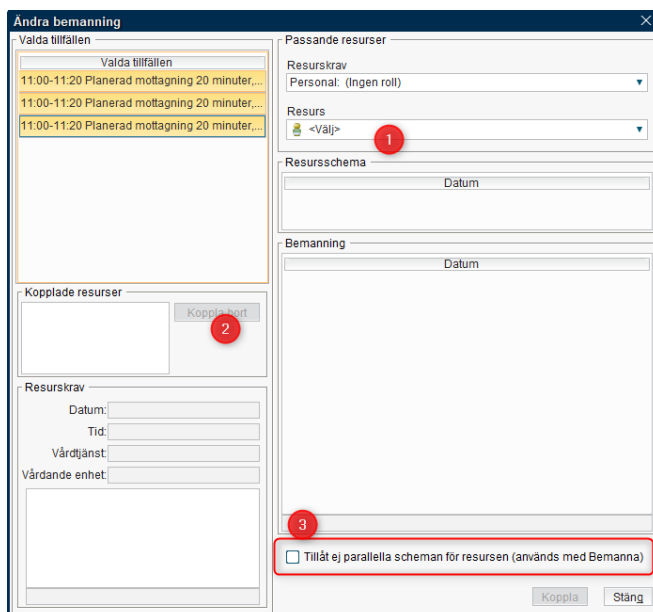 Ändra bemanning
Valda tillfällen
Valda tillfällen
11:00-11:20 Planerad mottagning 20 minuter,...
11:00-11:20 Planerad mottagning 20 minuter,...
11:00-11:20 Planerad mottagning 20 minuter,...
Kopplade resurser
Koppla bort
2
Resurskrav
Datum:
Tid:
Vårdtjänst:
Vårdande enhet:
Passande resurser
Resurskrav
Personal: (Ingen roll)
Resurs
<Välj>
1
Resursschema
Datum
Bemanning
Datum
3
Tillåt ej parallella scheman för resursen (används med Bemanna)
Koppla Stäng